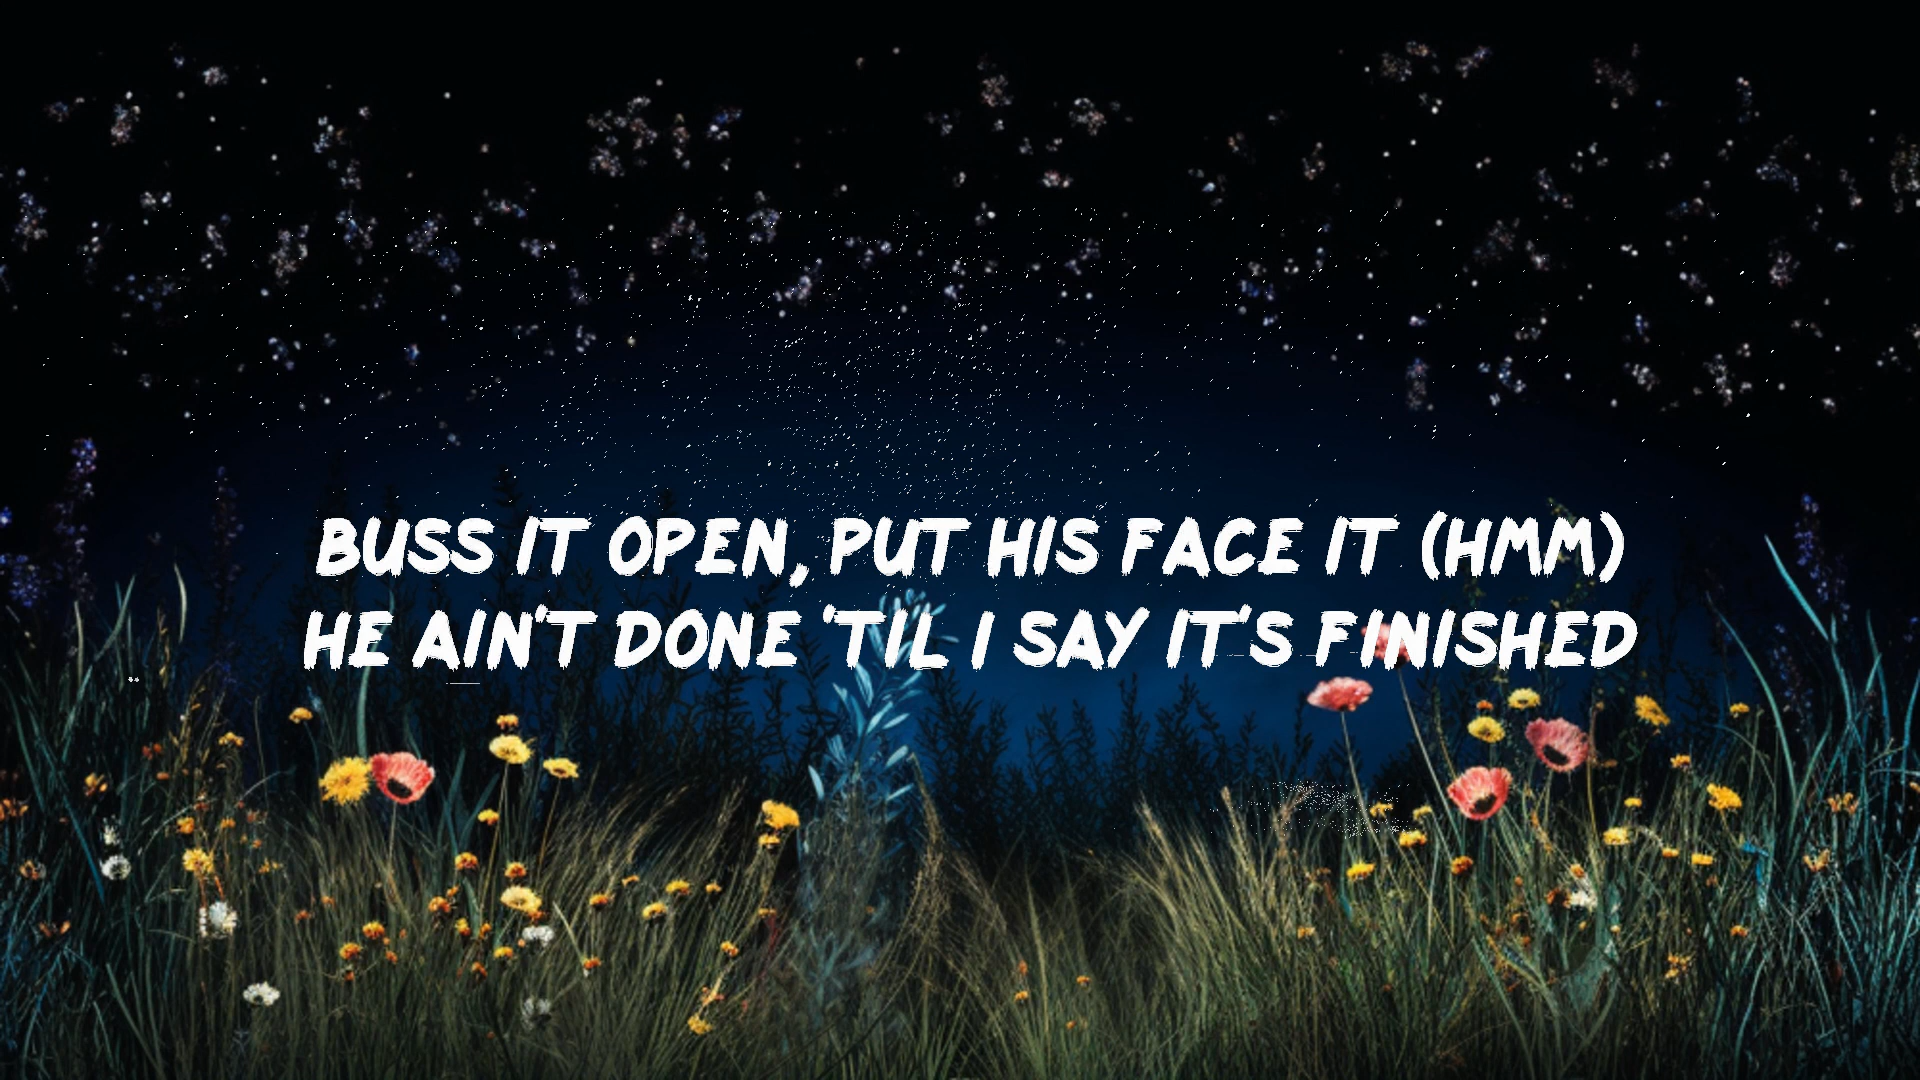 BUSS IT OPEN, PUT HIS FACE IT (HMM)
HE AIN'T DONE 'TIL I SAY IT'S FINISHED